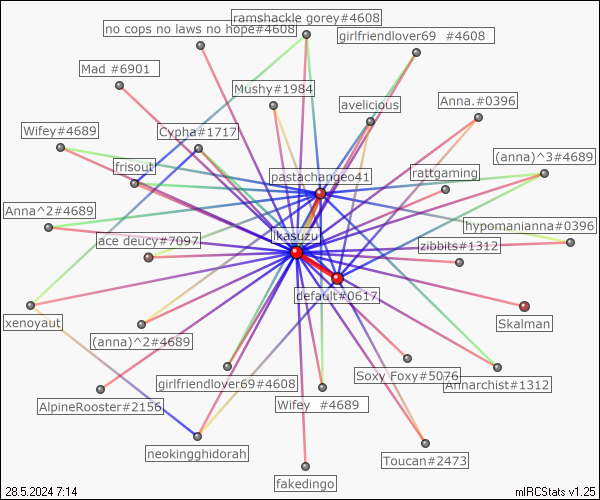 ramshackle gorey#4608
no cops no laws no hope#4608
girlfriendlover69  #4608
Mad #6901
Mushy#1984
avelicious
Anna.#0396
Wifey#4689
Cypha#1717
(anna)^3#4689
frisout
pastachangeo41
rattgaming
Anna^2#4689
hypomanianna#0396
ace deucy#7097
ikasuzu
zibbits#1312
default#0617
xenoyaut
Skalman
(anna)^2#4689
Soxy Foxy#5076
girlfriendlover69#4608
Annarchist#1312
AlpineRooster#2156
Wifey  #4689
neokingghidorah
Toucan#2473
fakedingo
28.5.2024 7:14
mIRCStats v1.25